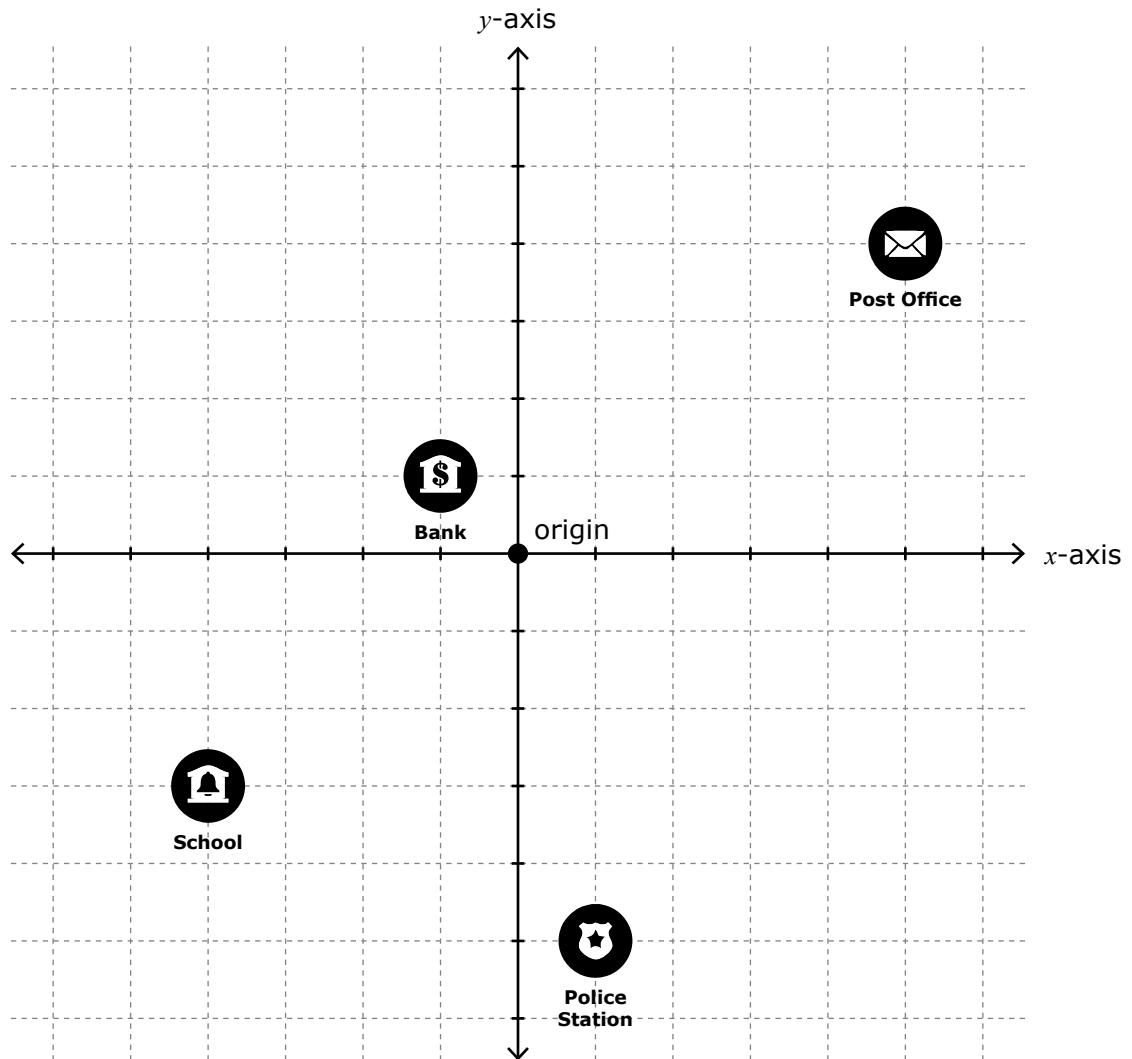 y-axis
Post Office
$
Bank
origin
x-axis
School
Police
Station